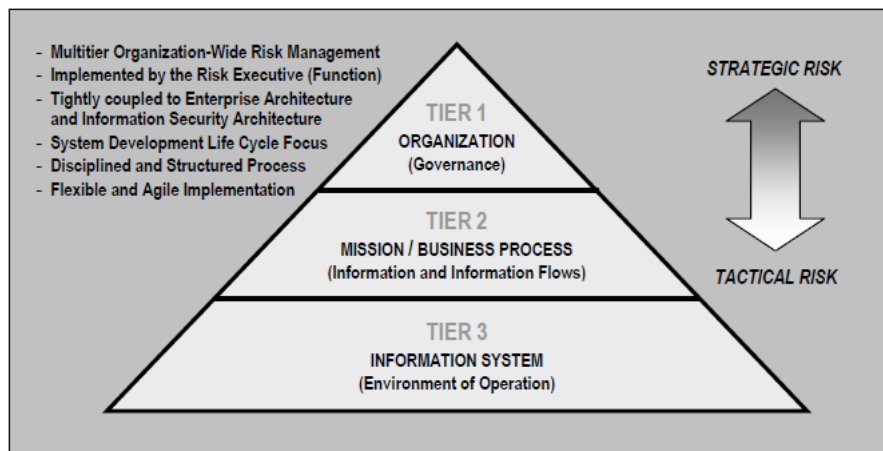 - Multitier Organization-Wide Risk Management
- Implemented by the Risk Executive (Function)
- Tightly coupled to Enterprise Architecture
and Information Security Architecture
- System Development Life Cycle Focus
- Disciplined and Structured Process
- Flexible and Agile Implementation
TIER 1
ORGANIZATION
(Governance)
TIER 2
MISSION / BUSINESS PROCESS
(Information and Information Flows)
TIER 3
INFORMATION SYSTEM
(Environment of Operation)
STRATEGIC RISK
TACTICAL RISK